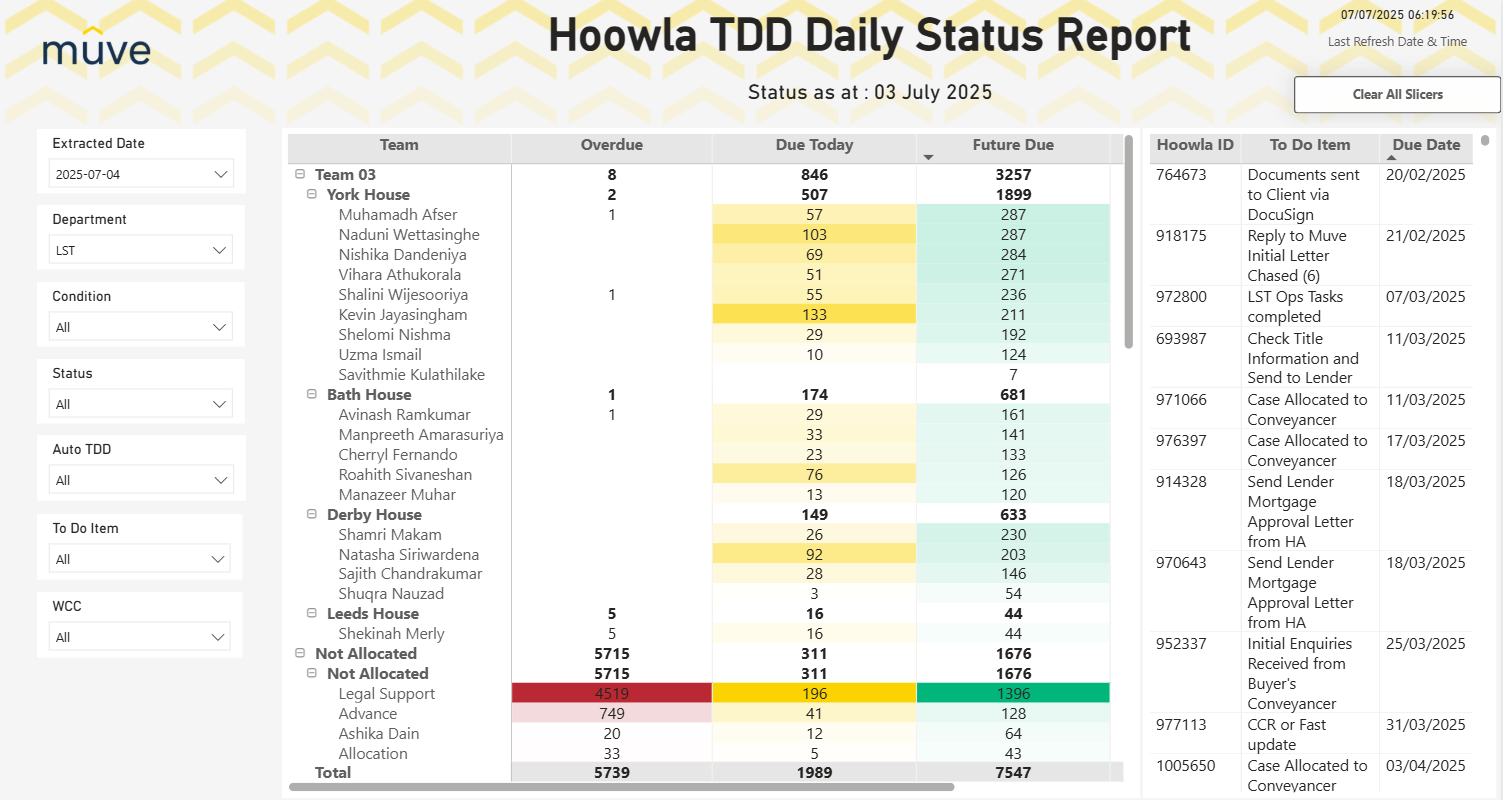 muve
Hoowla TDD Daily Status Report
Status as at : 03 July 2025
07/07/2025 06:19:56
Last Refresh Date & Time
Clear All Slicers
Extracted Date
2025-07-04
Department
LST
Condition
All
Status
All
Auto TDD
All
To Do Item
All
WCC
All
Team Overdue Due Today Future Due
Team 03 8 846 3257
York House 2 507 1899
Muhamadh Afser 1 57 287
Naduni Wettasinghe 103 287
Nishika Dandeniya 69 284
Vihara Athukorala 51 271
Shalini Wijesooriya 1 55 236
Kevin Jayasingham 133 211
Shelomi Nishma 29 192
Uzma Ismail 10 124
Savithmie Kulathilake 7
Bath House 1 174 681
Avinash Ramkumar 1 29 161
Manpreeth Amarasuriya 33 141
Cherryl Fernando 23 133
Roahith Sivaneshan 76 126
Manazeer Muhar 13 120
Derby House 149 633
Shamri Makam 26 230
Natasha Siriwardena 92 203
Sajith Chandrakumar 28 146
Shuqra Nauzad 3 54
Leeds House 5 16 44
Shekinah Merly 5 16 44
Not Allocated 5715 311 1676
Not Allocated 5715 311 1676
Legal Support 4519 196 1396
Advance 749 41 128
Ashika Dain 20 12 64
Allocation 33 5 43
Total 5739 1989 7547
Hoowla ID To Do Item Due Date
764673 Documents sent 20/02/2025
to Client via
DocuSign
918175 Reply to Muve 21/02/2025
Initial Letter
Chased (6)
972800 LST Ops Tasks 07/03/2025
completed
693987 Check Title 11/03/2025
Information and
Send to Lender
971066 Case Allocated to 11/03/2025
Conveyancer
976397 Case Allocated to 17/03/2025
Conveyancer
914328 Send Lender 18/03/2025
Mortgage
Approval Letter
from HA
970643 Send Lender 18/03/2025
Mortgage
Approval Letter
from HA
952337 Initial Enquiries 25/03/2025
Received from
Buyer's
Conveyancer
977113 CCR or Fast 31/03/2025
update
1005650 Case Allocated to 03/04/2025
Conveyancer